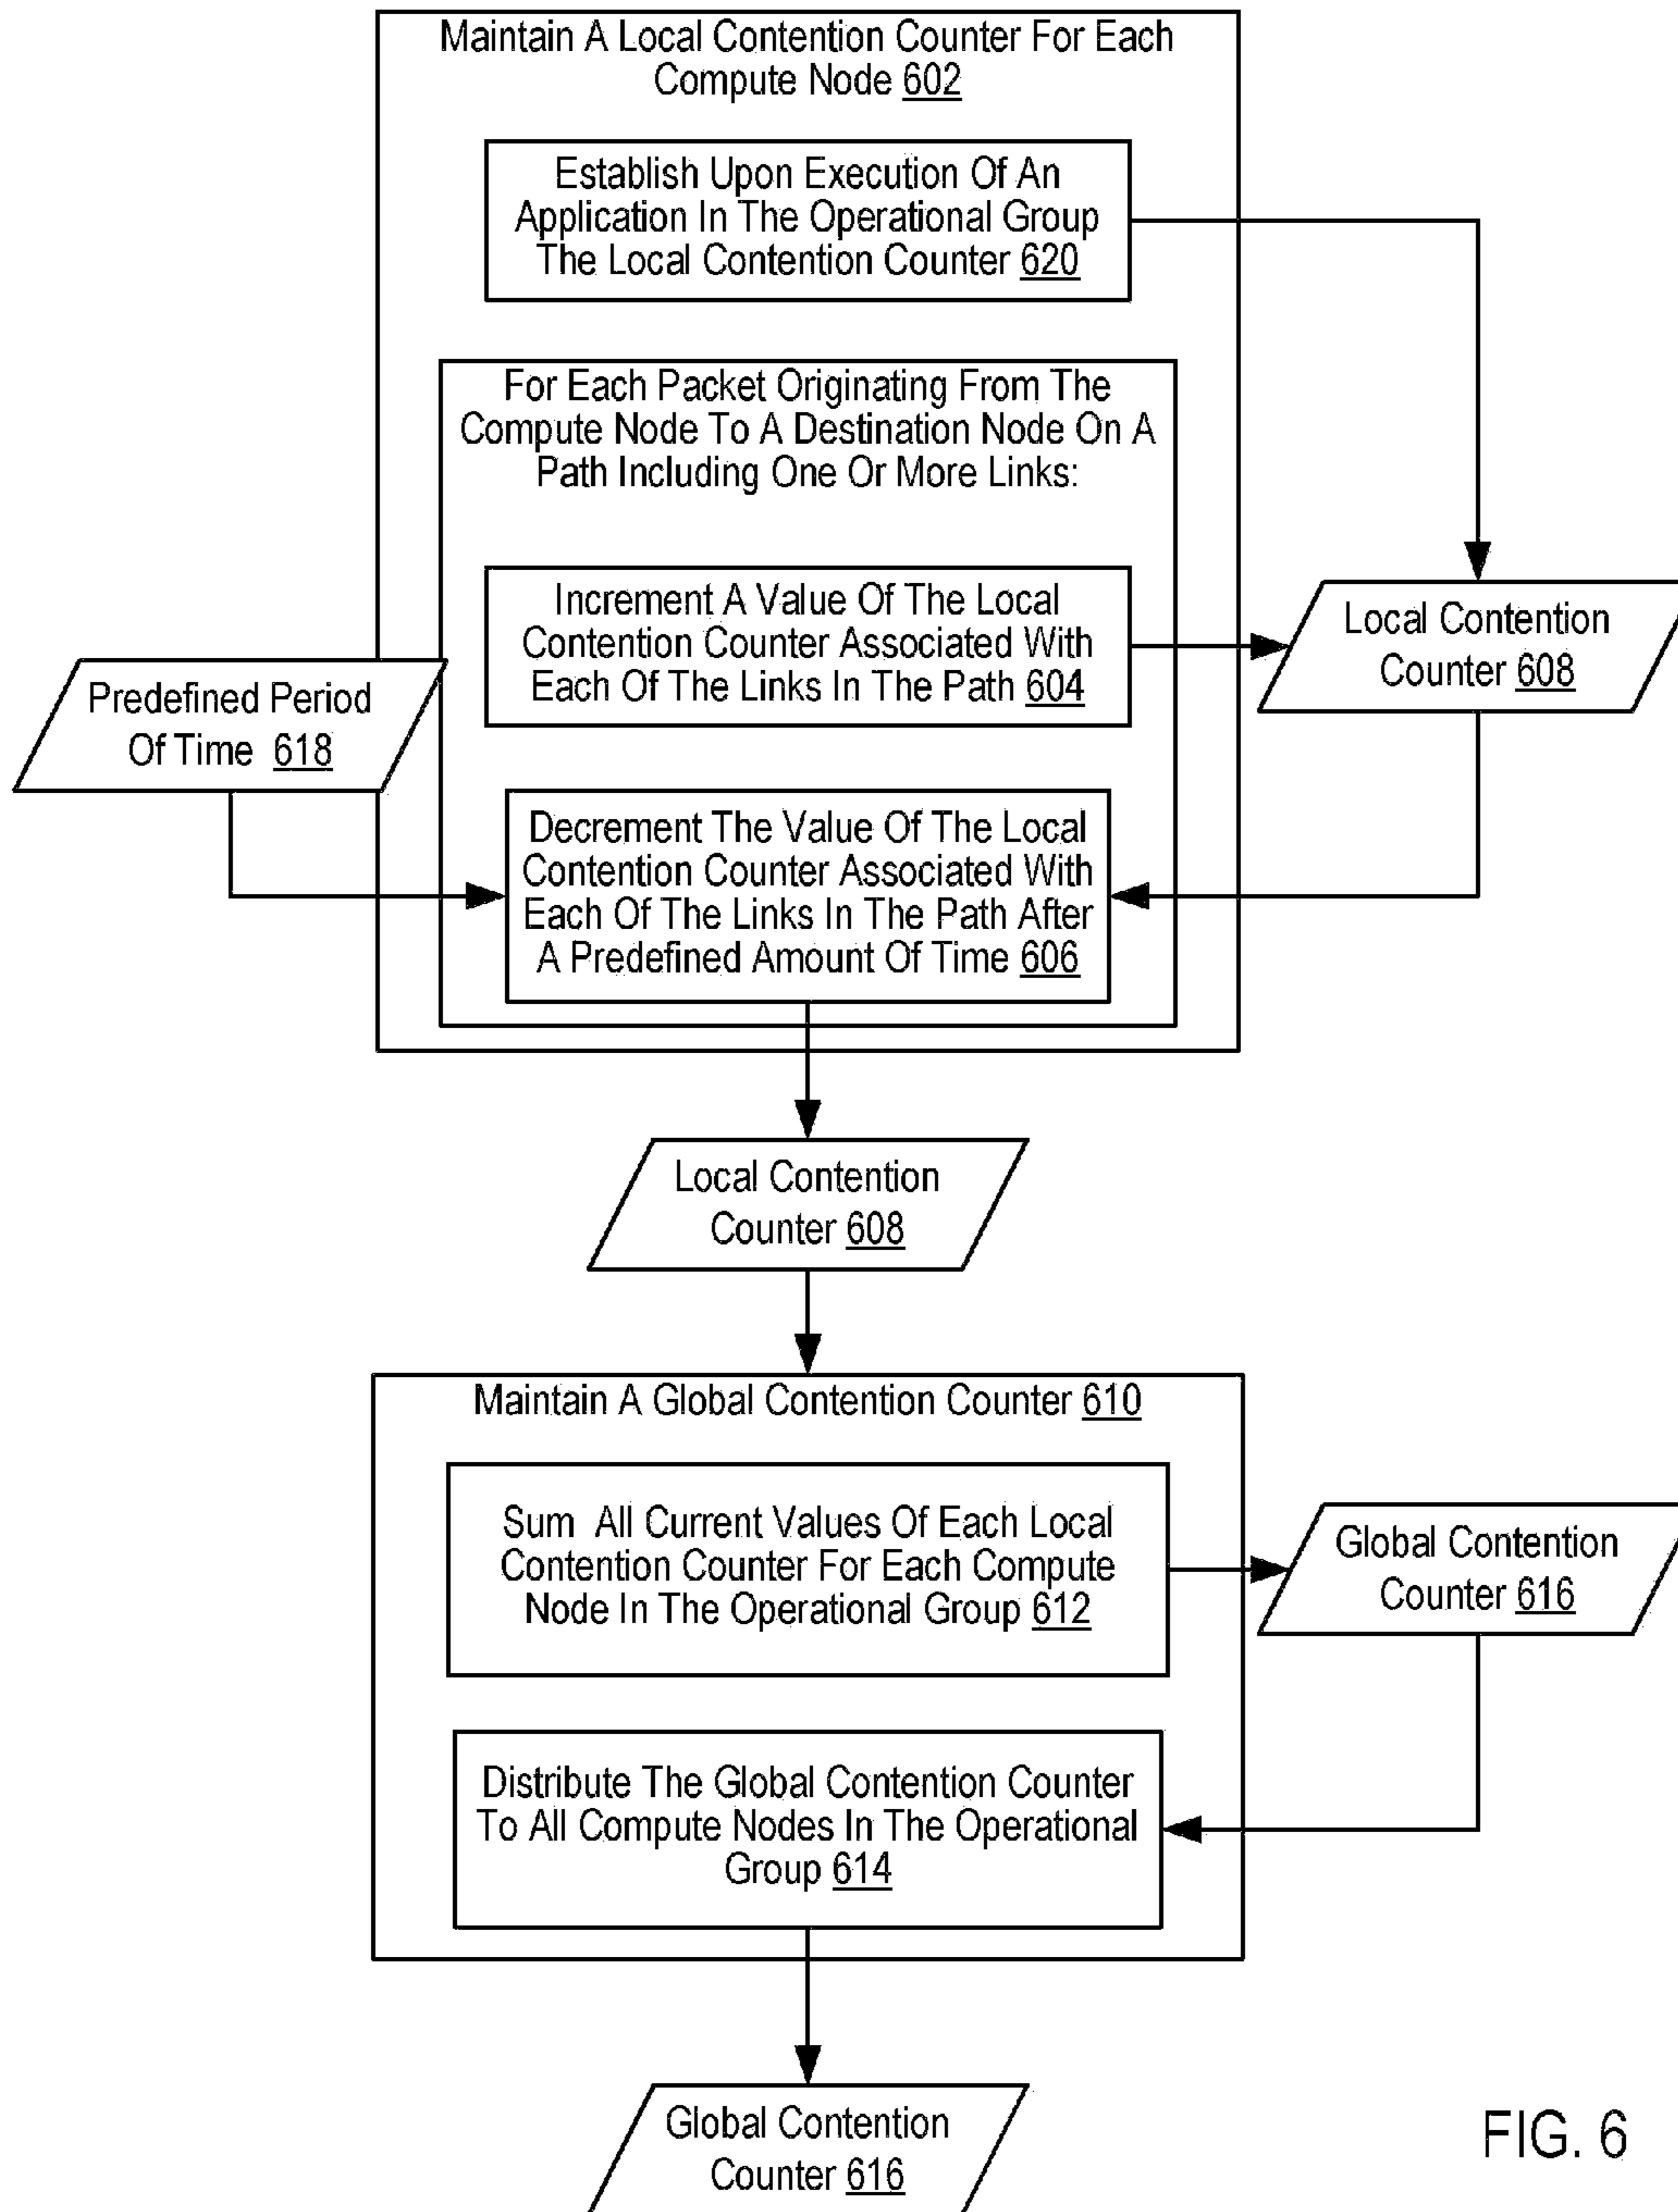 Maintain A Local Contention Counter For Each
Compute Node 602
Establish Upon Execution Of An
Application In The Operational Group
The Local Contention Counter 620
For Each Packet Originating From The
Compute Node To A Destination Node On A
Path Including One Or More Links:
Increment A Value Of The Local
Contention Counter Associated With
Each Of The Links In The Path 604
Local Contention
Counter 608
Predefined Period
Of Time 618
Decrement The Value Of The Local
Contention Counter Associated With
Each Of The Links In The Path After
A Predefined Amount Of Time 606
Local Contention
Counter 608
Maintain A Global Contention Counter 610
Sum All Current Values Of Each Local
Contention Counter For Each Compute
Node In The Operational Group 612
Global Contention
Counter 616
Distribute The Global Contention Counter
To All Compute Nodes In The Operational
Group 614
Global Contention
Counter 616
FIG. 6